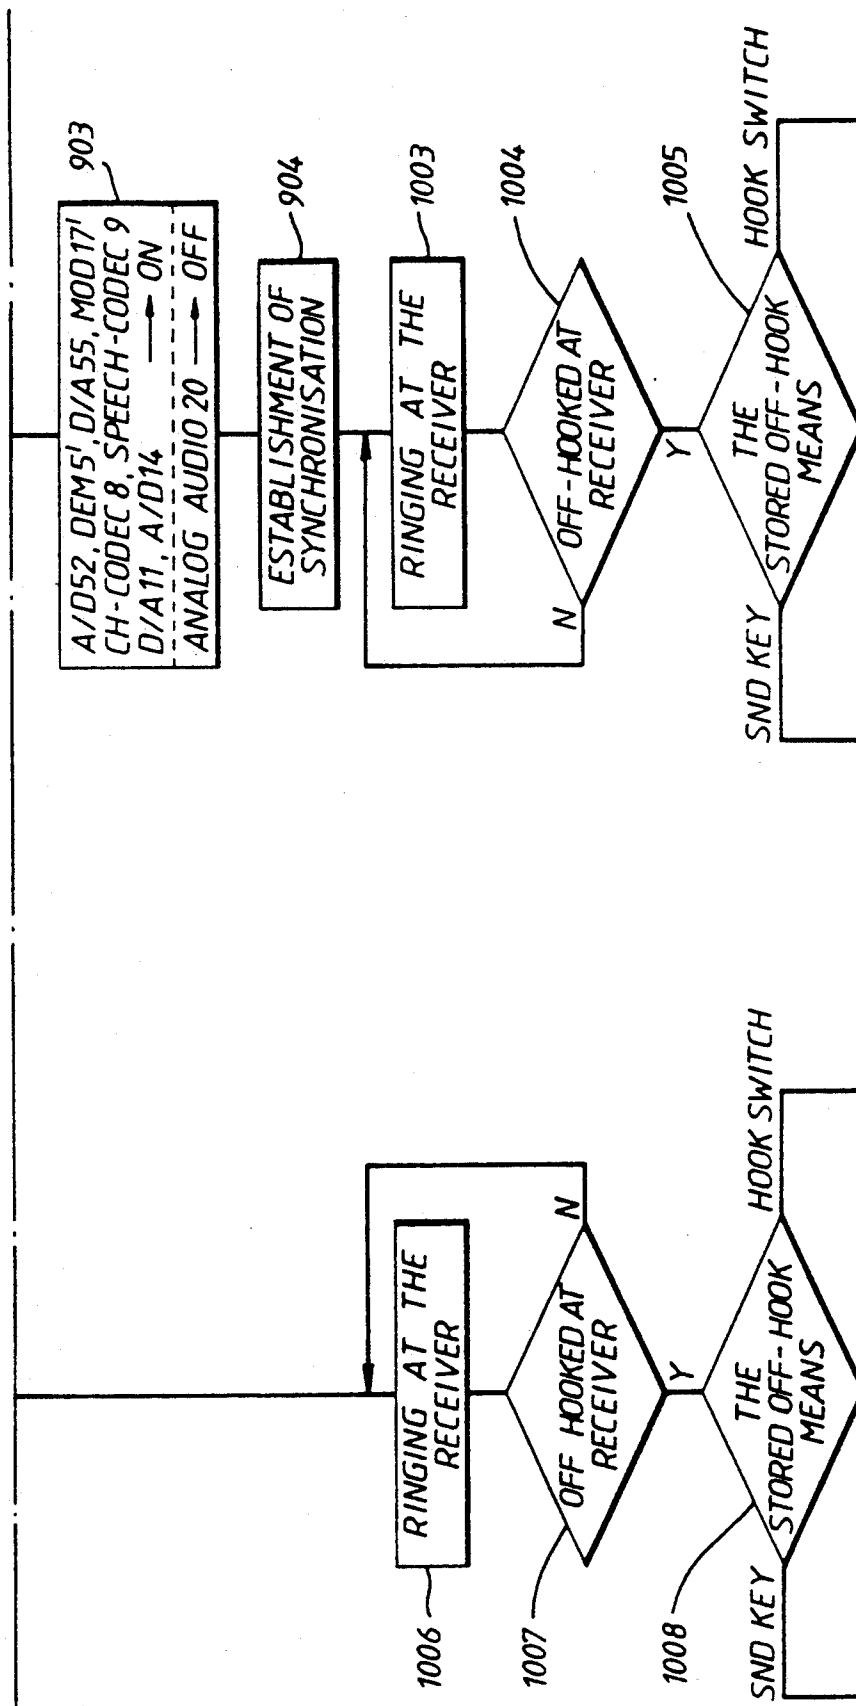 A/D52, DEM5', D/A55, MOD17'
CH-CODEC 8, SPEECH-CODEC 9
D/A11, A/D14 → ON
ANALOG AUDIO 20 → OFF
903
ESTABLISHMENT OF
SYNCHRONISATION
904
RINGING AT THE
RECEIVER
1003
OFF-HOOKED AT
RECEIVER
1004
N
Y
THE
STORED OFF-HOOK
MEANS
1005
SND KEY
HOOK SWITCH
RINGING AT THE
RECEIVER
1006
OFF HOOKED AT
RECEIVER
1007
N
Y
THE
STORED OFF-HOOK
MEANS
1008
SND KEY
HOOK SWITCH